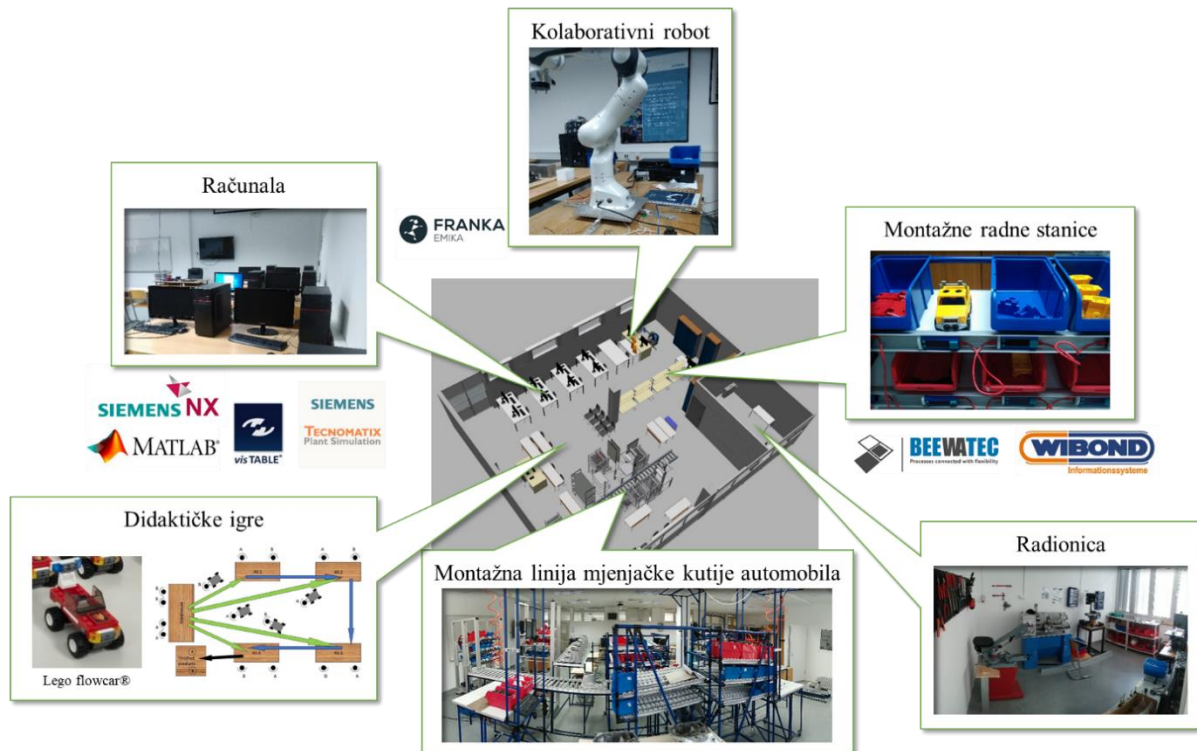 Kolaborativni robot
Računala
FRANKA
EMIKA
Montažne radne stanice
SIEMENS NX
MATLAB®
visTABLE®
SIEMENS
TECNOMATIX
Plant Simulation
BEEWATEC
Processes connected with flexibility
WIBOND
Informationssysteme
Didaktičke igre
Lego flowcar®
Montažna linija mjenjačke kutije automobila
Radionica